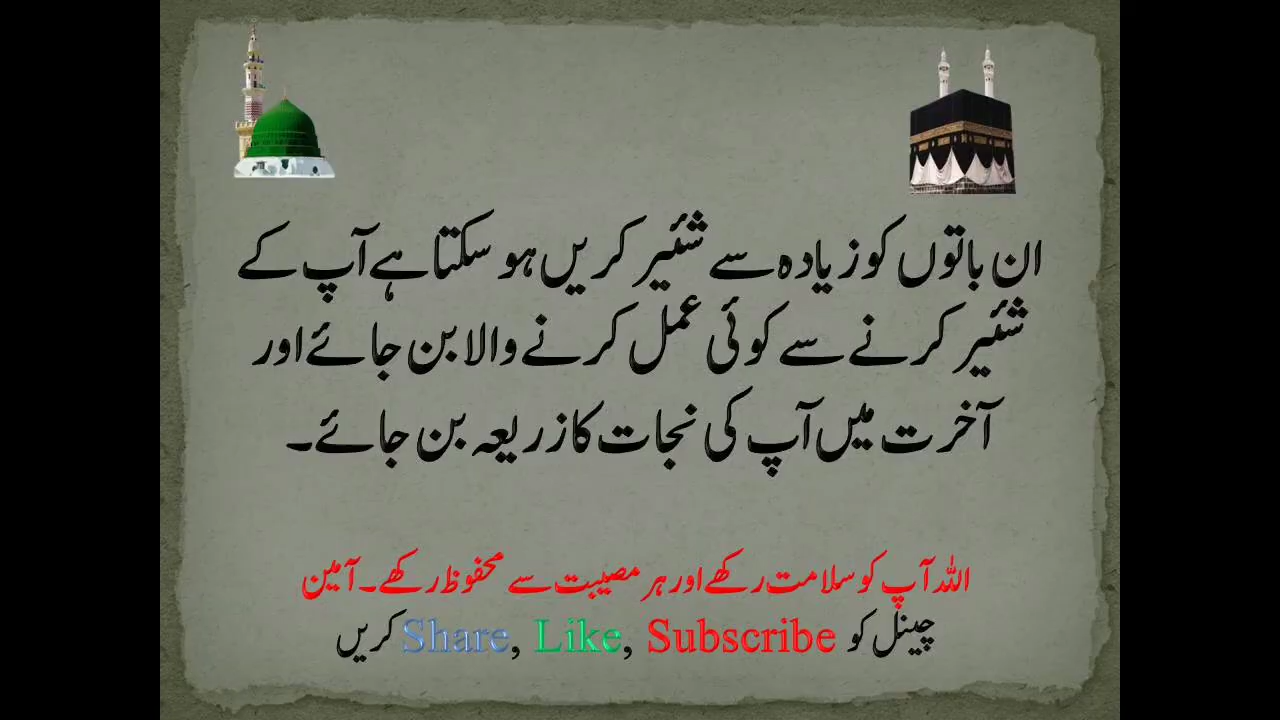 ان باتوں کو زیادہ سے شئیر کریں ہو سکتا ہے آپ کے
شئیر کرنے سے کوئی عمل کرنے والا بن جائے اور
آخرت میں آپ کی نجات کا زریعہ بن جائے۔
اللہ آپ کو سلامت رکھے اور ہر مصیبت سے محفوظ رکھے۔ آمین
چینل کو Subscribe ,Like ,Share کریں